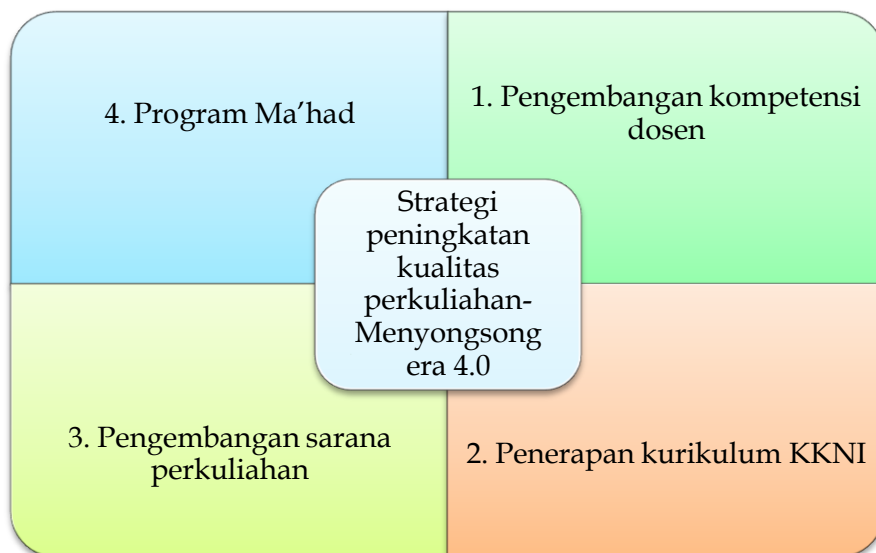 4. Program Ma’had
1. Pengembangan kompetensi
dosen
Strategi
peningkatan
kualitas
perkuliahan-
Menyongsong
era 4.0
3. Pengembangan sarana
perkuliahan
2. Penerapan kurikulum KKNI